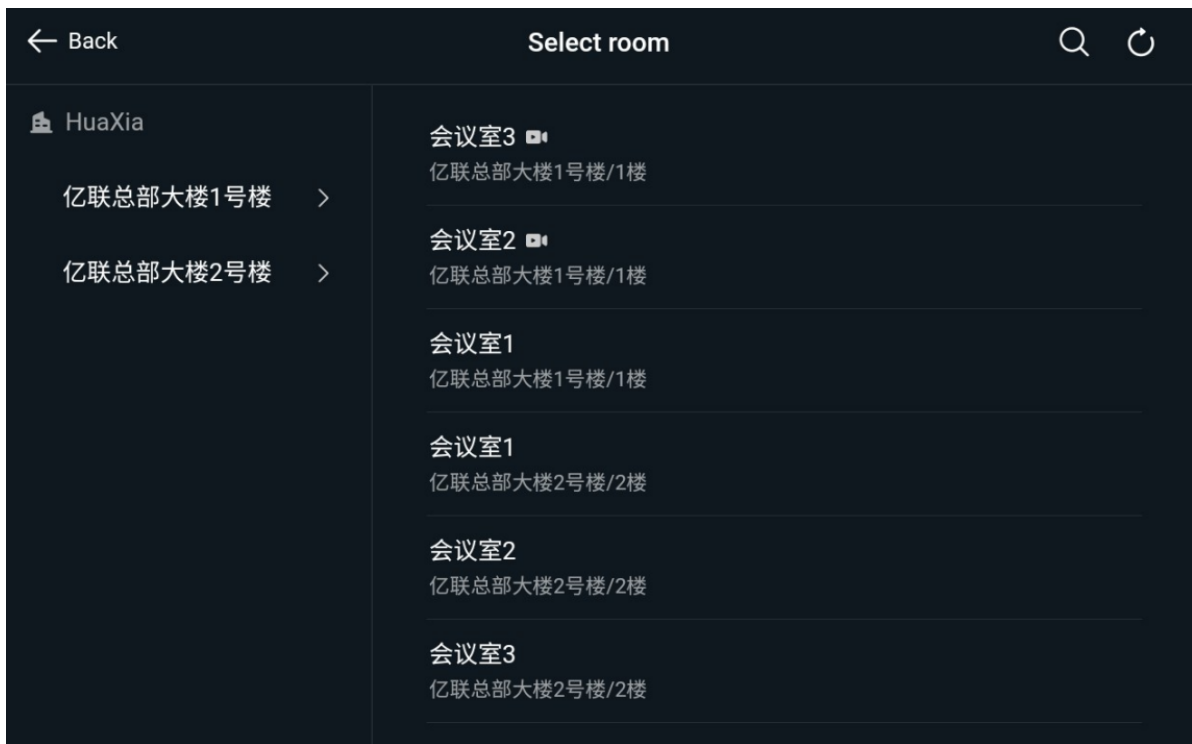 Back
Select room
HuaXia
亿联总部大楼1号楼
亿联总部大楼2号楼
会议室3
亿联总部大楼1号楼/1楼
会议室2
亿联总部大楼1号楼/1楼
会议室1
亿联总部大楼1号楼/1楼
会议室1
亿联总部大楼2号楼/2楼
会议室2
亿联总部大楼2号楼/2楼
会议室3
亿联总部大楼2号楼/2楼